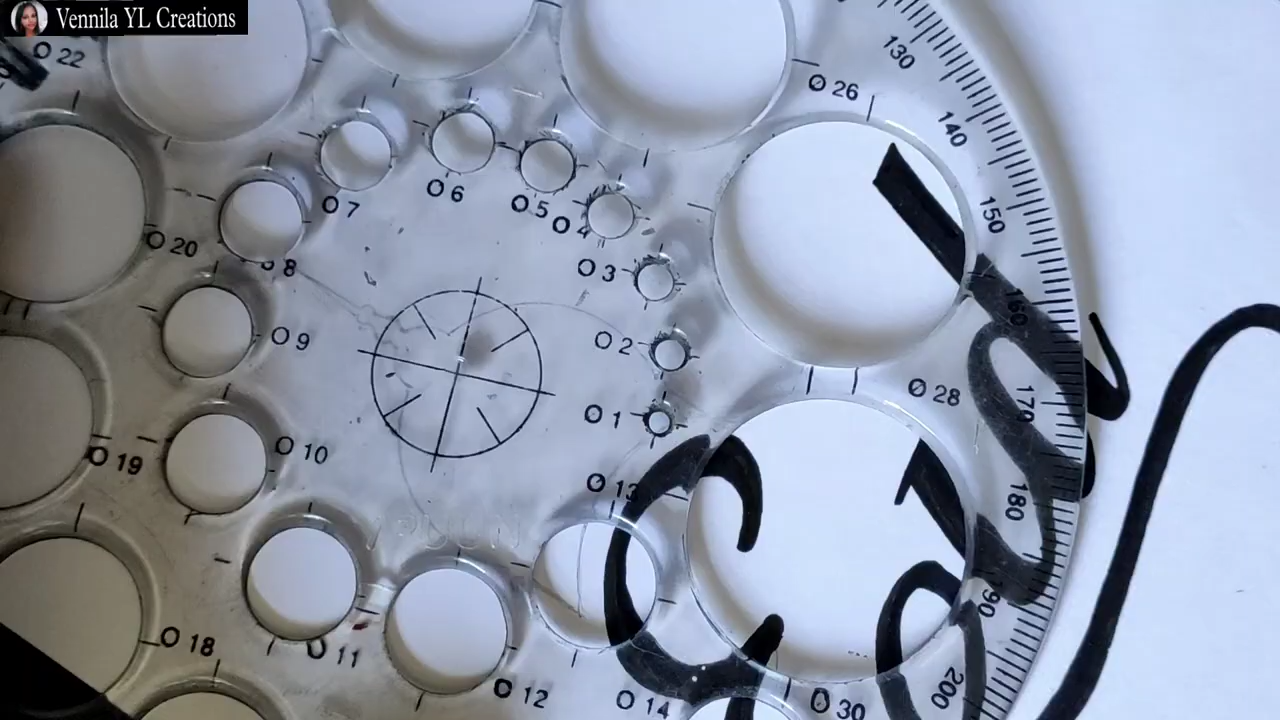 Vennila YL Creations
O 22
130
O 26
140
O 7
O 6
O 5
O 4
150
O 20
O 8
O 3
160
O 9
O 2
O 28
170
O 1
O 19
O 10
O 13
180
190
O 18
O 11
O 12
O 14
O 30
200